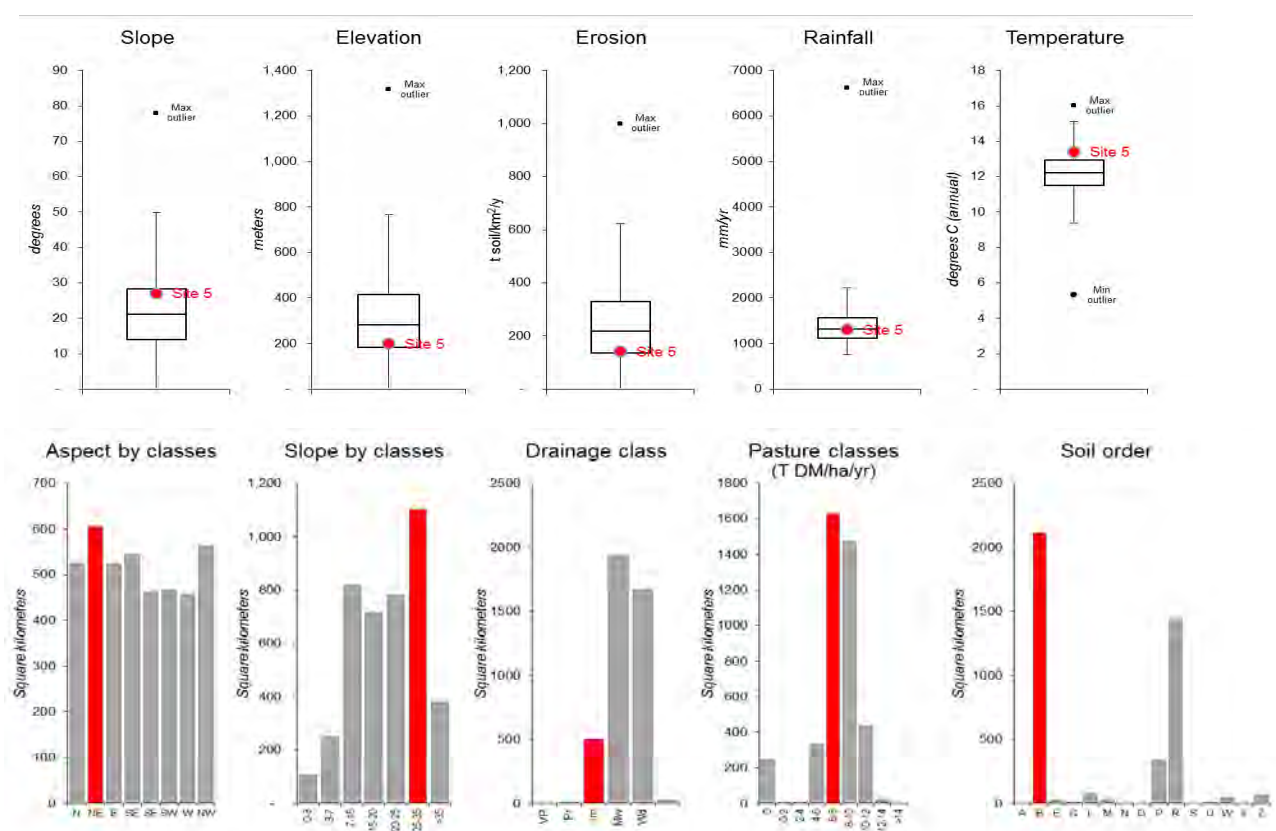 Slope
Elevation
Erosion
Rainfall
Temperature
90
80
70
60
50
40
30
20
10
-
degrees
Max
outlier
Site 5
1,400
1,200
1,000
800
600
400
200
-
meters
Max
outlier
Site 5
1,200
1,000
800
600
400
200
-
t soil/km²/y
Max
outlier
Site 5
7000
6000
5000
4000
3000
2000
1000
0
mm/yr
Max
outlier
Site 5
18
16
14
12
10
8
6
4
2
-
degrees C (annual)
Max
outlier
Site 5
Min
outlier
Aspect by classes
Slope by classes
Drainage class
Pasture classes
(T DM/ha/yr)
Soil order
700
600
500
400
300
200
100
0
Square kilometers
N NE E SE SW W NW
1,200
1,000
800
600
400
200
-
Square kilometers
0-3 3-7 7-15 15-20 20-25 25-35 >35
2500
2000
1500
1000
500
0
Square kilometers
VP Pr Im Mw Wd
1800
1600
1400
1200
1000
800
600
400
200
0
Square kilometers
0 0-2 2-4 4-6 6-8 8-10 10-12 12-14 >14
2500
2000
1500
1000
500
0
Square kilometers
A B E G L M N O P R S U W X Z